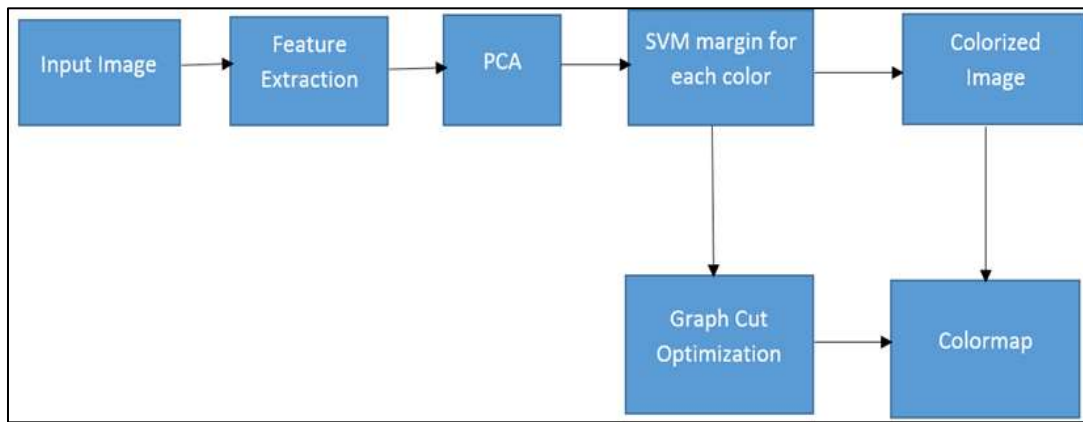 Input Image
Feature
Extraction
PCA
SVM margin for
each color
Colorized
Image
Graph Cut
Optimization
Colormap